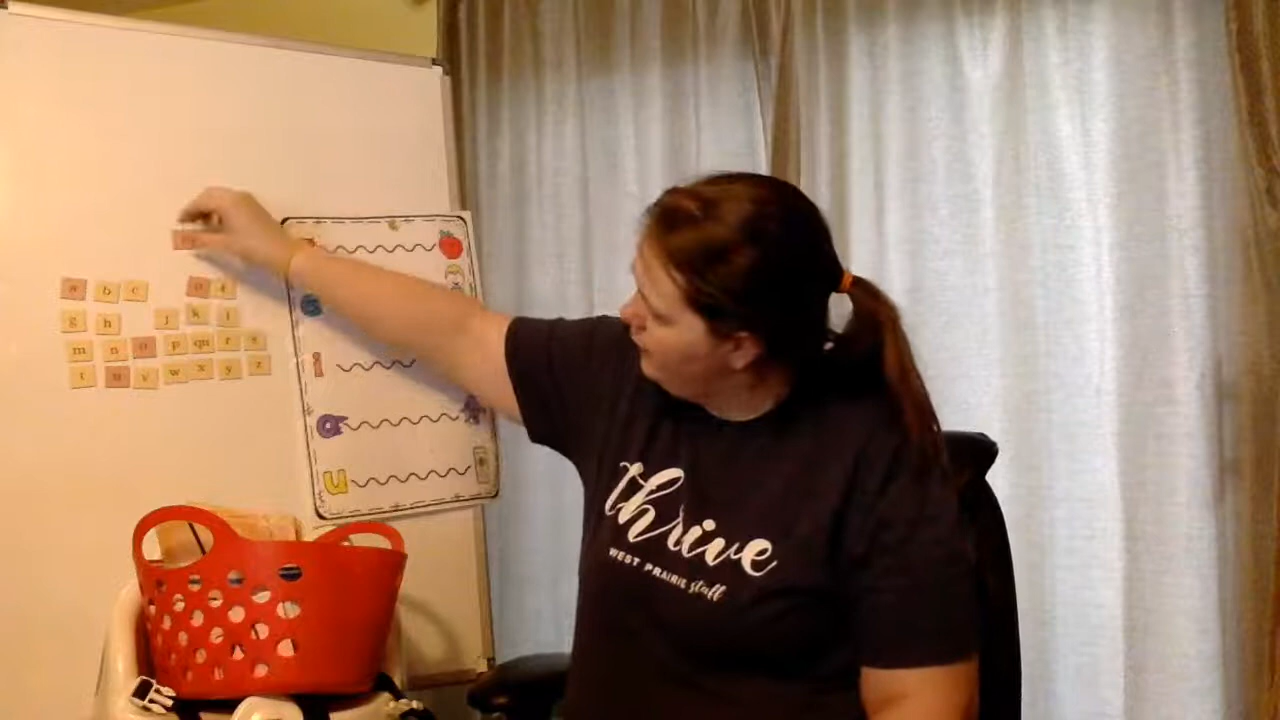 a b c
g h j k l
m n o p qu r s
t u v w x y z
i
a
u
thrive
WEST PRAIRIE staff